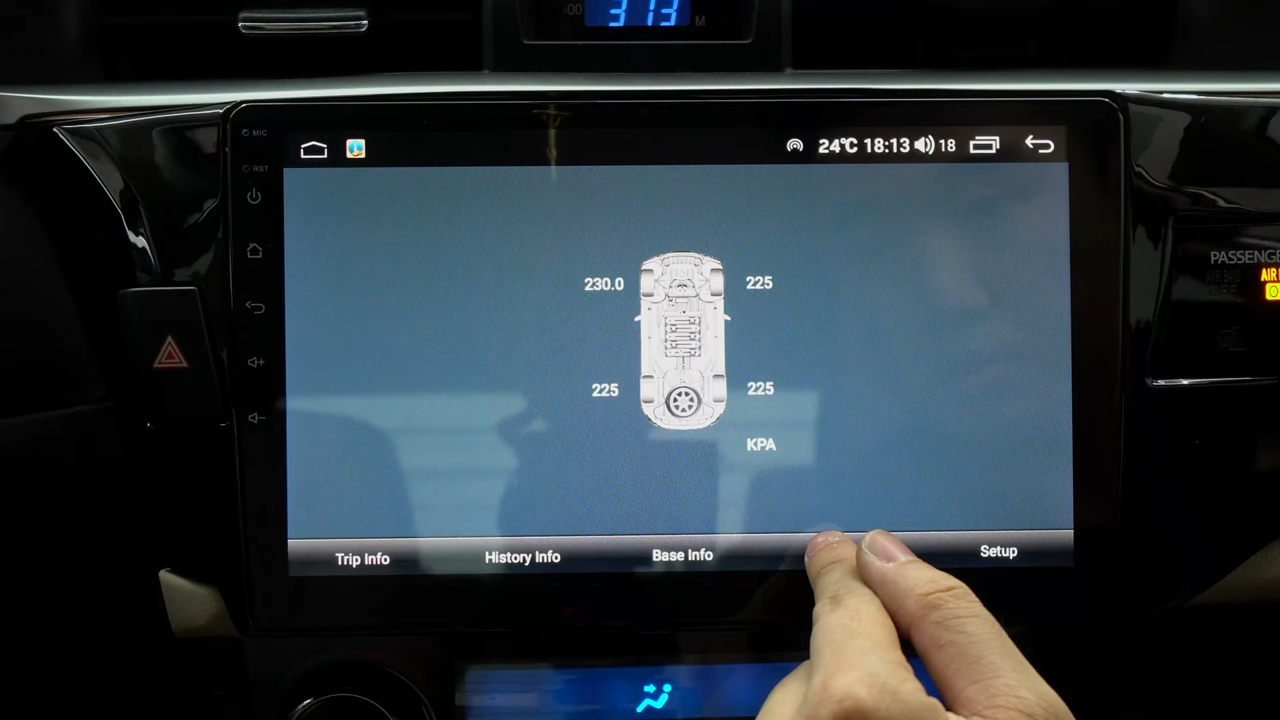 313
M
MIC
24℃ 18:13 18
RST
PASSENGE
AIR BAG
OFF
AIR
230.0 225
225 225
KPA
Trip Info History Info Base Info Setup